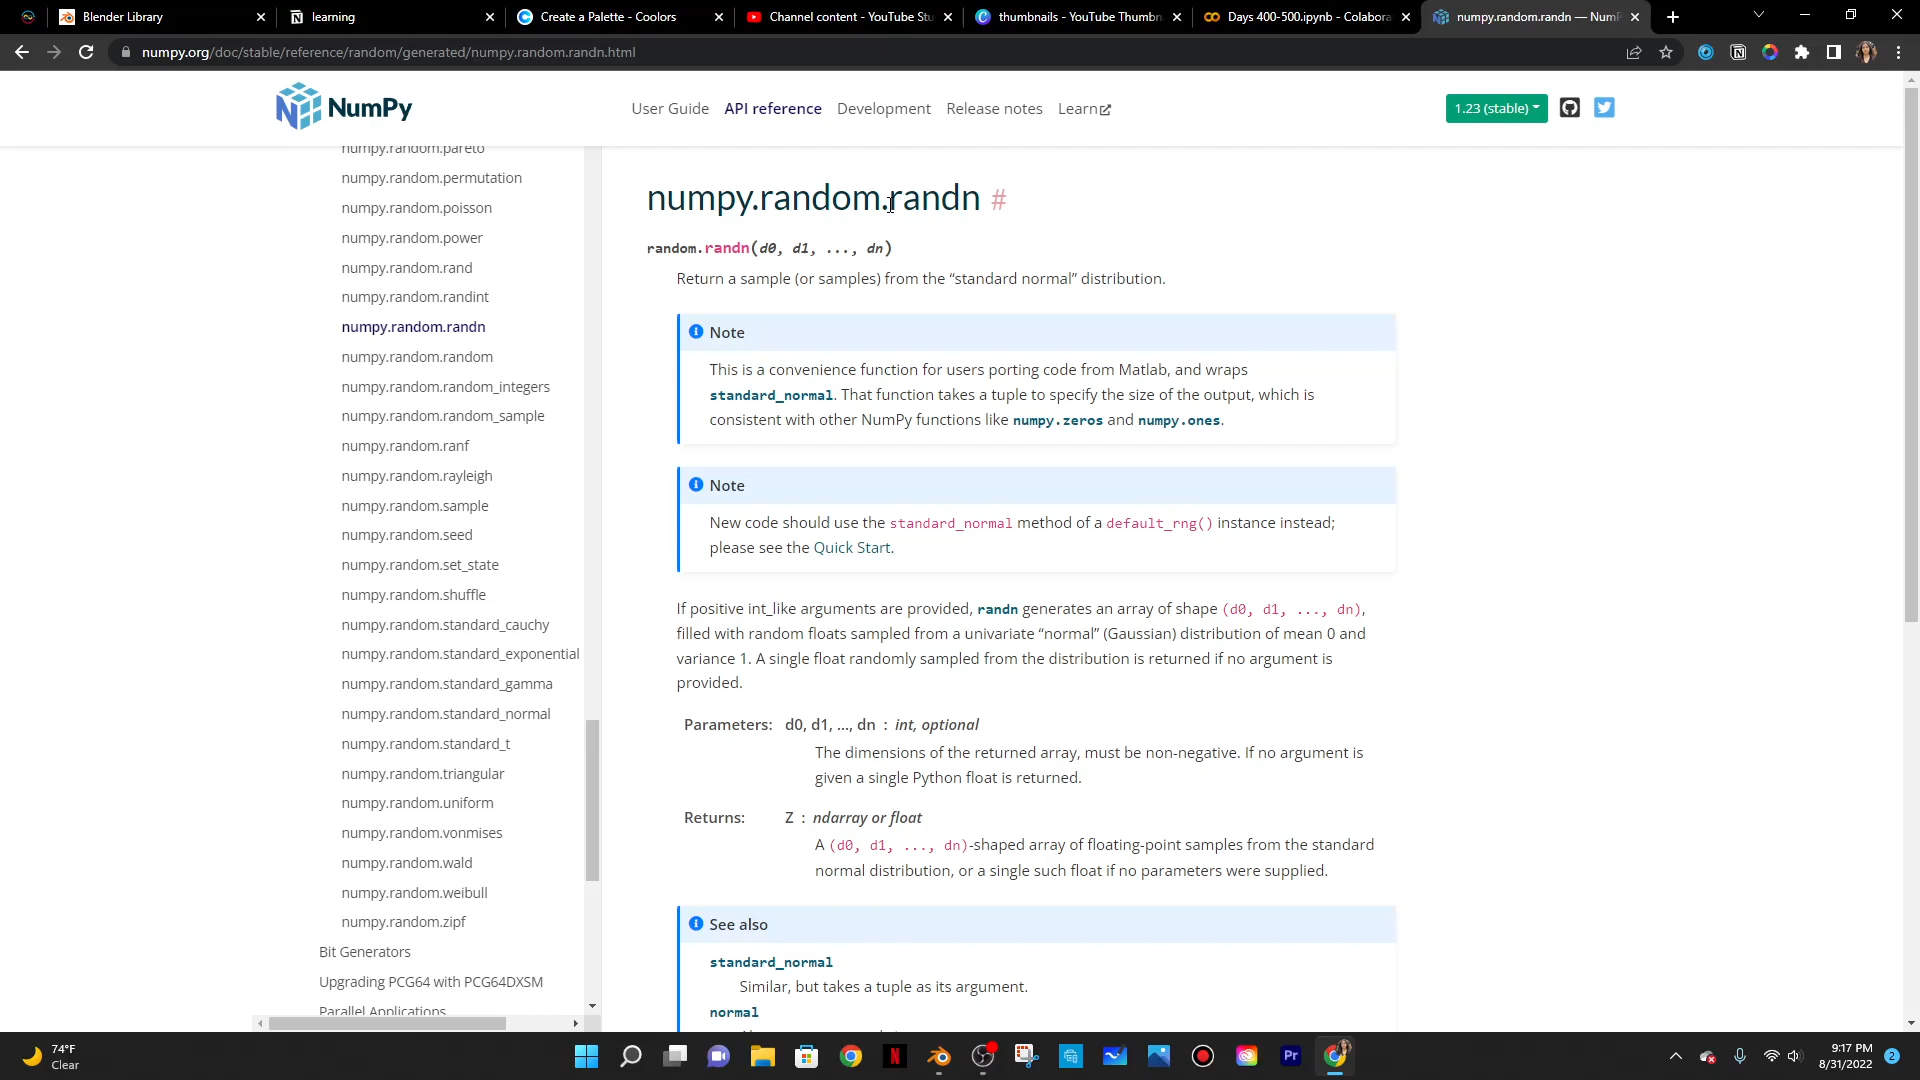 Blender Library
learning
Create a Palette - Coolors
Channel content - YouTube Stu
thumbnails - YouTube Thumbn
Days 400-500.ipynb - Colabora
numpy.random.randn — NumP
numpy.org/doc/stable/reference/random/generated/numpy.random.randn.html
NumPy
User Guide API reference Development Release notes Learn
1.23 (stable)
numpy.random.pareto
numpy.random.permutation
numpy.random.poisson
numpy.random.power
numpy.random.rand
numpy.random.randint
numpy.random.randn
numpy.random.random
numpy.random.random_integers
numpy.random.random_sample
numpy.random.ranf
numpy.random.rayleigh
numpy.random.sample
numpy.random.seed
numpy.random.set_state
numpy.random.shuffle
numpy.random.standard_cauchy
numpy.random.standard_exponential
numpy.random.standard_gamma
numpy.random.standard_normal
numpy.random.standard_t
numpy.random.triangular
numpy.random.uniform
numpy.random.vonmises
numpy.random.wald
numpy.random.weibull
numpy.random.zipf
Bit Generators
Upgrading PCG64 with PCG64DXSM
Parallel Applications
numpy.random.randn #
random.randn(d0, d1, ..., dn)
Return a sample (or samples) from the “standard normal” distribution.
Note
This is a convenience function for users porting code from Matlab, and wraps
standard_normal. That function takes a tuple to specify the size of the output, which is
consistent with other NumPy functions like numpy.zeros and numpy.ones.
Note
New code should use the standard_normal method of a default_rng() instance instead;
please see the Quick Start.
If positive int_like arguments are provided, randn generates an array of shape (d0, d1, ..., dn),
filled with random floats sampled from a univariate “normal” (Gaussian) distribution of mean 0 and
variance 1. A single float randomly sampled from the distribution is returned if no argument is
provided.
Parameters: d0, d1, ..., dn : int, optional
The dimensions of the returned array, must be non-negative. If no argument is
given a single Python float is returned.
Returns: Z : ndarray or float
A (d0, d1, ..., dn)-shaped array of floating-point samples from the standard
normal distribution, or a single such float if no parameters were supplied.
See also
standard_normal
Similar, but takes a tuple as its argument.
normal
74°F
Clear
N
Pr
9:17 PM
8/31/2022
2